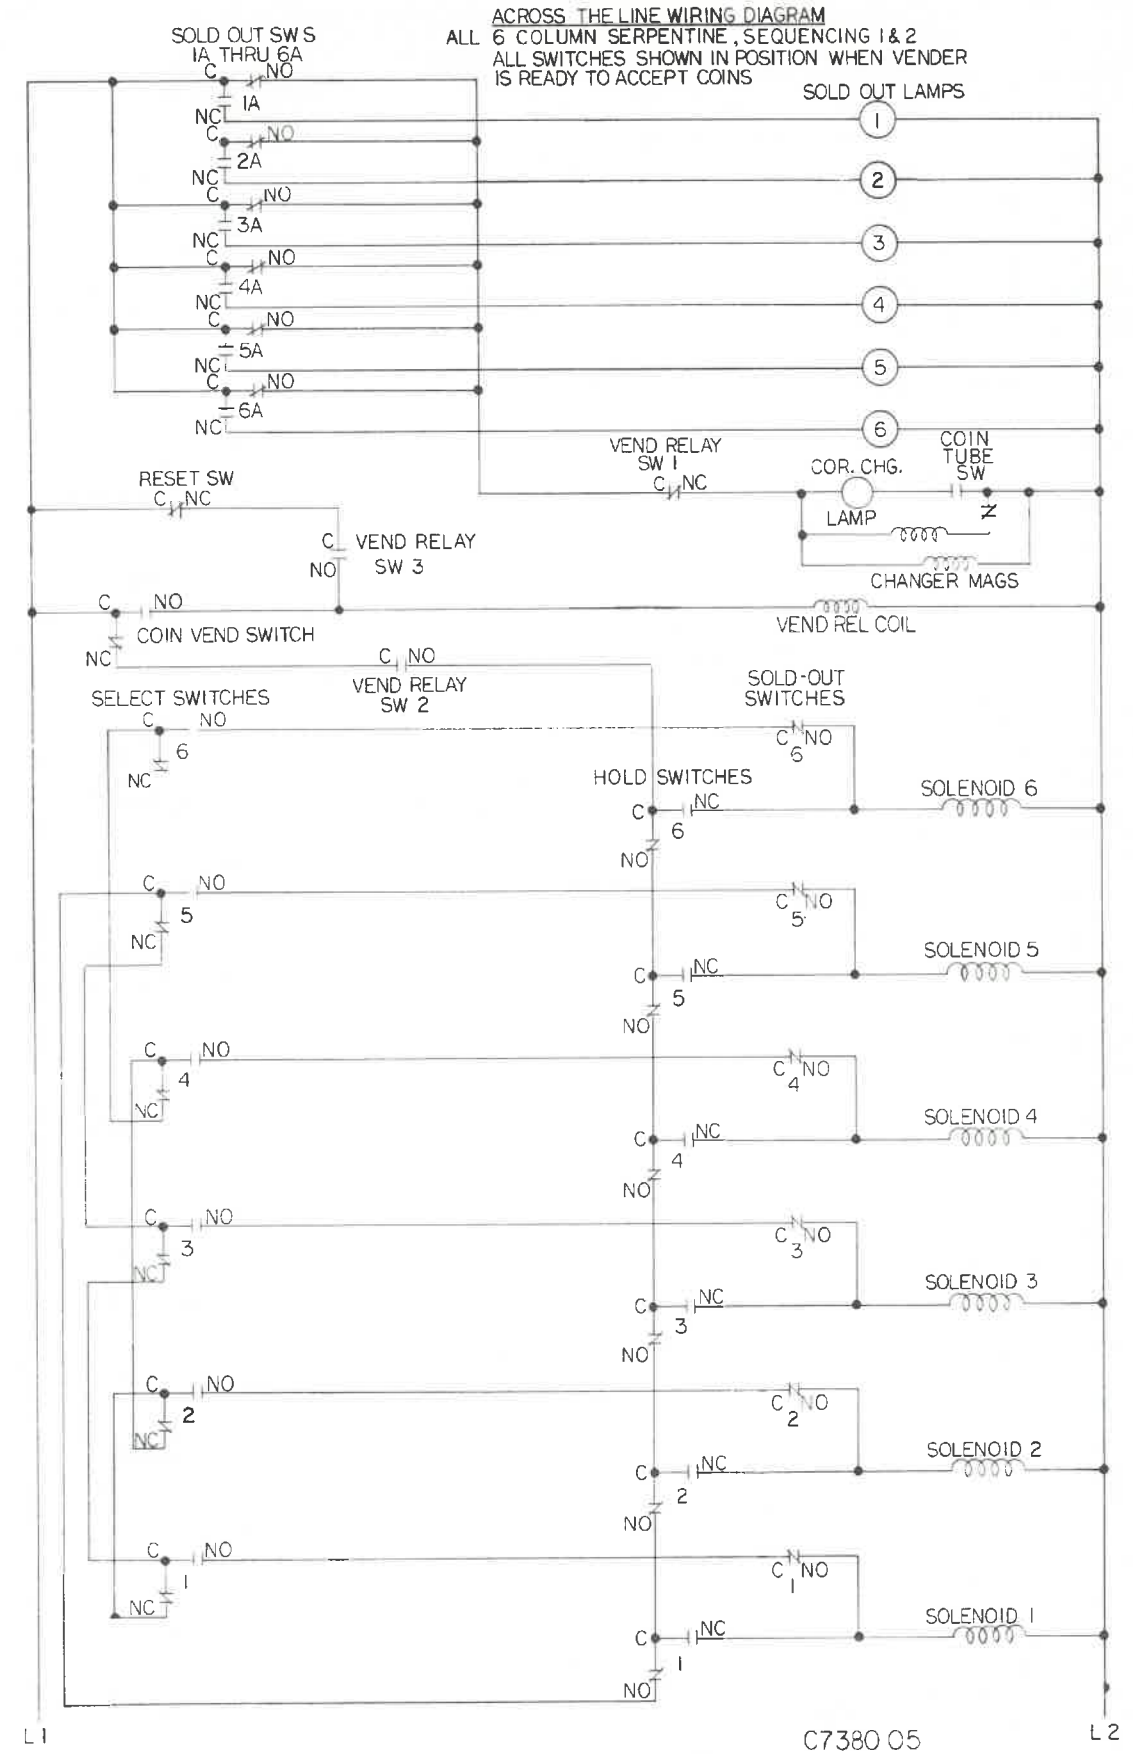 ACROSS THE LINE WIRING DIAGRAM
ALL 6 COLUMN SERPENTINE, SEQUENCING 1 & 2
ALL SWITCHES SHOWN IN POSITION WHEN VENDER
IS READY TO ACCEPT COINS
SOLD OUT SWS
1A THRU 6A
SOLD OUT LAMPS
C NO
1A
NC
1
C NO
2A
NC
2
C NO
3A
NC
3
C NO
4A
NC
4
C NO
5A
NC
5
C NO
6A
NC
6
VEND RELAY
SW 1
C NC
COR. CHG.
LAMP
COIN
TUBE
SW
CHANGER MAGS
RESET SW
C NC
C
NO
VEND RELAY
SW 3
C NO
COIN VEND SWITCH
NC
VEND REL COIL
C NO
VEND RELAY
SW 2
SELECT SWITCHES
SOLD-OUT
SWITCHES
HOLD SWITCHES
C NO
6
NC
C NO
6
C NC
6
NO
SOLENOID 6
C NO
5
NC
C NO
5
C NC
5
NO
SOLENOID 5
C NO
4
NC
C NO
4
C NC
4
NO
SOLENOID 4
C NO
3
NC
C NO
3
C NC
3
NO
SOLENOID 3
C NO
2
NC
C NO
2
C NC
2
NO
SOLENOID 2
C NO
1
NC
C NO
1
C NC
1
NO
SOLENOID 1
L1
C7380 05
L2